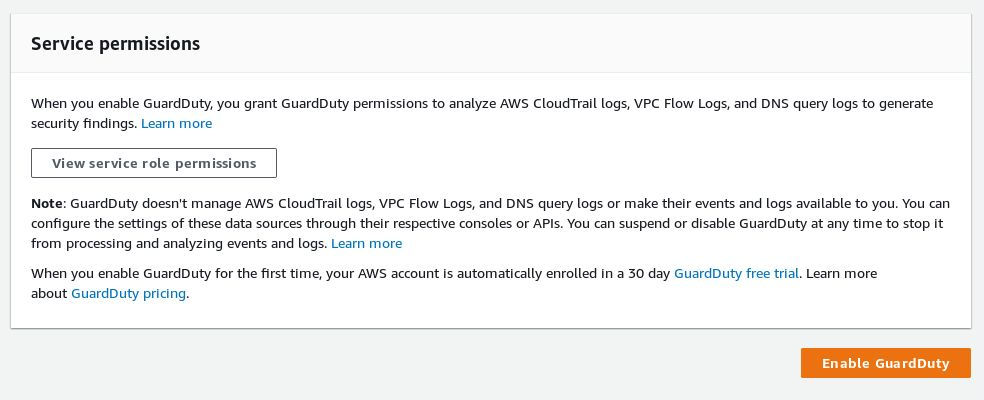 Service permissions
When you enable GuardDuty, you grant GuardDuty permissions to analyze AWS CloudTrail logs, VPC Flow Logs, and DNS query logs to generate
security findings. Learn more
View service role permissions
Note: GuardDuty doesn't manage AWS CloudTrail logs, VPC Flow Logs, and DNS query logs or make their events and logs available to you. You can
configure the settings of these data sources through their respective consoles or APIs. You can suspend or disable GuardDuty at any time to stop it
from processing and analyzing events and logs. Learn more
When you enable GuardDuty for the first time, your AWS account is automatically enrolled in a 30 day GuardDuty free trial. Learn more
about GuardDuty pricing.
Enable GuardDuty